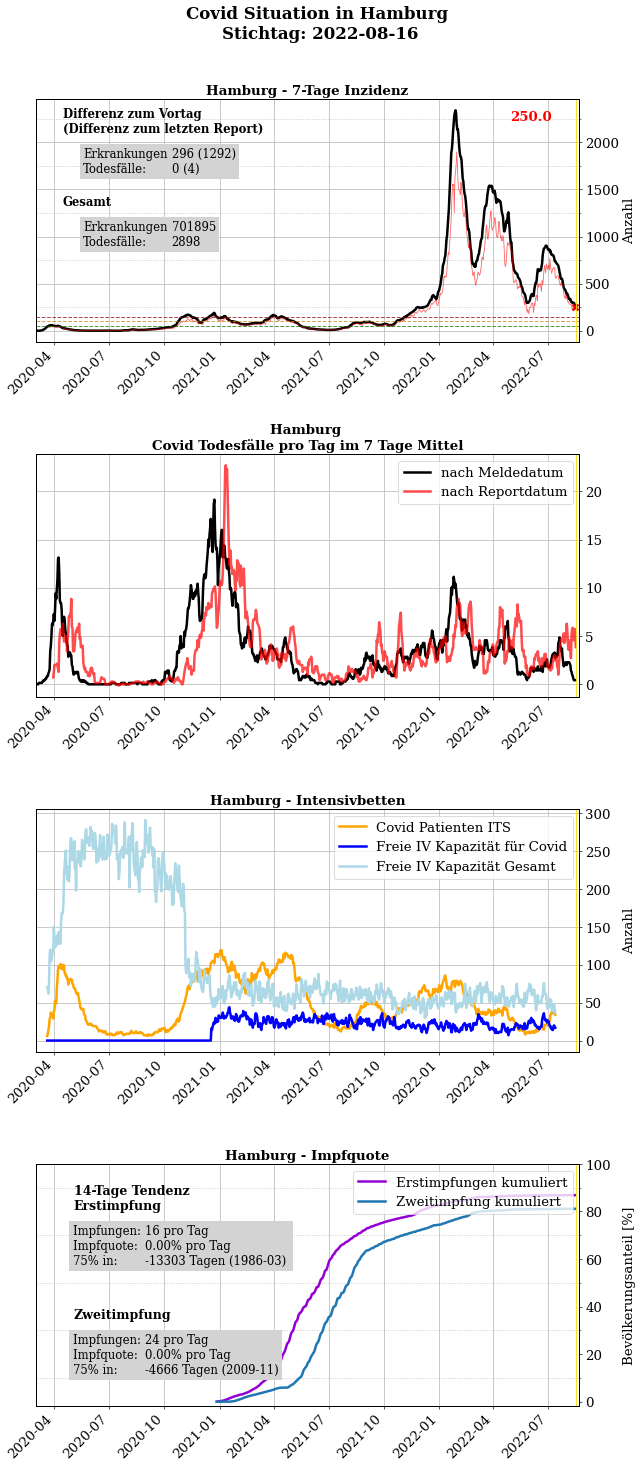 Covid Situation in Hamburg
Stichtag: 2022-08-16
Hamburg - 7-Tage Inzidenz
Differenz zum Vortag
(Differenz zum letzten Report)
Erkrankungen 296 (1292)
Todesfälle: 0 (4)
Gesamt
Erkrankungen 701895
Todesfälle: 2898
250.0
2000
1500
1000
500
0
Anzahl
2020-04 2020-07 2020-10 2021-01 2021-04 2021-07 2021-10 2022-01 2022-04 2022-07
Hamburg
Covid Todesfälle pro Tag im 7 Tage Mittel
nach Meldedatum
nach Reportdatum
20
15
10
5
0
2020-04 2020-07 2020-10 2021-01 2021-04 2021-07 2021-10 2022-01 2022-04 2022-07
Hamburg - Intensivbetten
Covid Patienten ITS
Freie IV Kapazität für Covid
Freie IV Kapazität Gesamt
300
250
200
150
100
50
0
Anzahl
2020-04 2020-07 2020-10 2021-01 2021-04 2021-07 2021-10 2022-01 2022-04 2022-07
Hamburg - Impfquote
14-Tage Tendenz
Erstimpfung
Impfungen: 16 pro Tag
Impfquote: 0.00% pro Tag
75% in: -13303 Tagen (1986-03)
Zweitimpfung
Impfungen: 24 pro Tag
Impfquote: 0.00% pro Tag
75% in: -4666 Tagen (2009-11)
Erstimpfungen kumuliert
Zweitimpfung kumuliert
100
80
60
40
20
0
Bevölkerungsanteil [%]
2020-04 2020-07 2020-10 2021-01 2021-04 2021-07 2021-10 2022-01 2022-04 2022-07